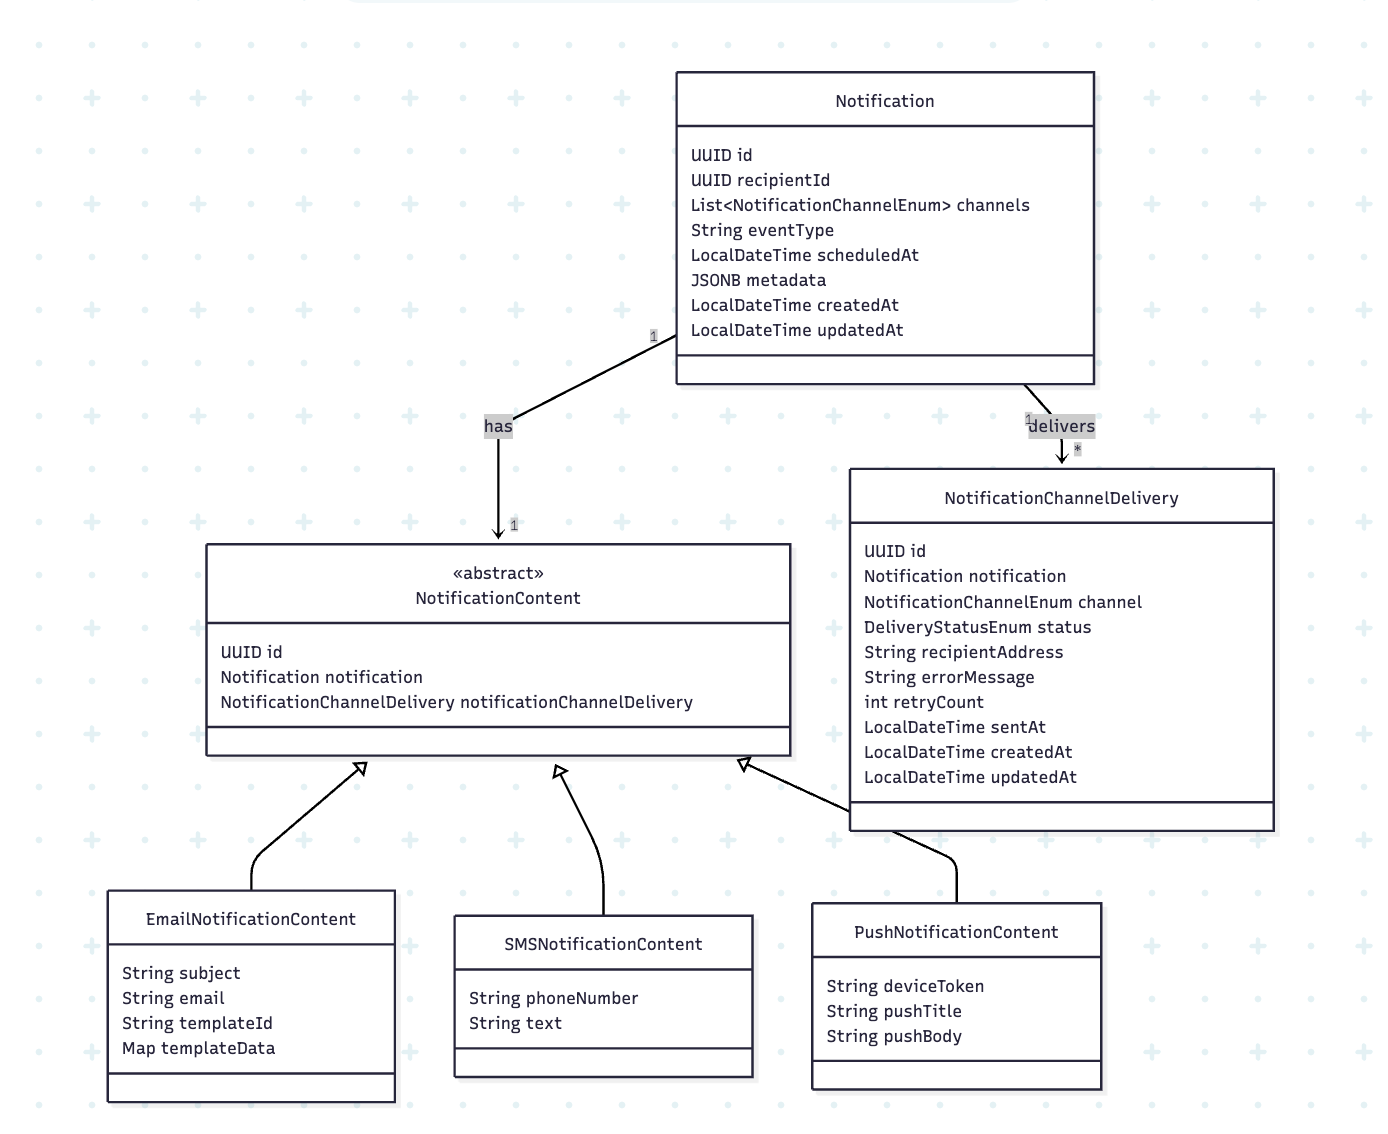 Notification
UUID id
UUID recipientId
List<NotificationChannelEnum> channels
String eventType
LocalDateTime scheduledAt
JSONB metadata
LocalDateTime createdAt
LocalDateTime updatedAt
1
has
1
1
delivers
*
«abstract»
NotificationContent
UUID id
Notification notification
NotificationChannelDelivery notificationChannelDelivery
NotificationChannelDelivery
UUID id
Notification notification
NotificationChannelEnum channel
DeliveryStatusEnum status
String recipientAddress
String errorMessage
int retryCount
LocalDateTime sentAt
LocalDateTime createdAt
LocalDateTime updatedAt
EmailNotificationContent
String subject
String email
String templateId
Map templateData
SMSNotificationContent
String phoneNumber
String text
PushNotificationContent
String deviceToken
String pushTitle
String pushBody